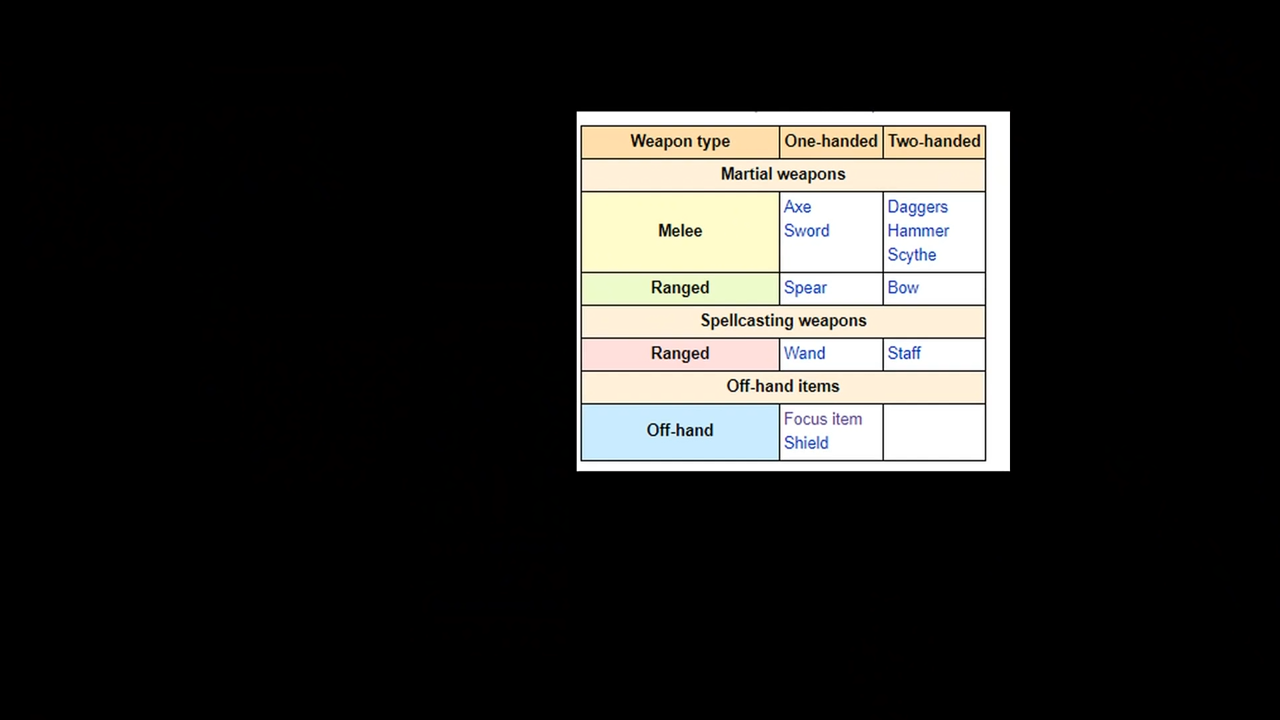 Weapon type One-handed Two-handed
Martial weapons
Melee
Axe
Sword
Daggers
Hammer
Scythe
Ranged Spear Bow
Spellcasting weapons
Ranged Wand Staff
Off-hand items
Off-hand
Focus item
Shield